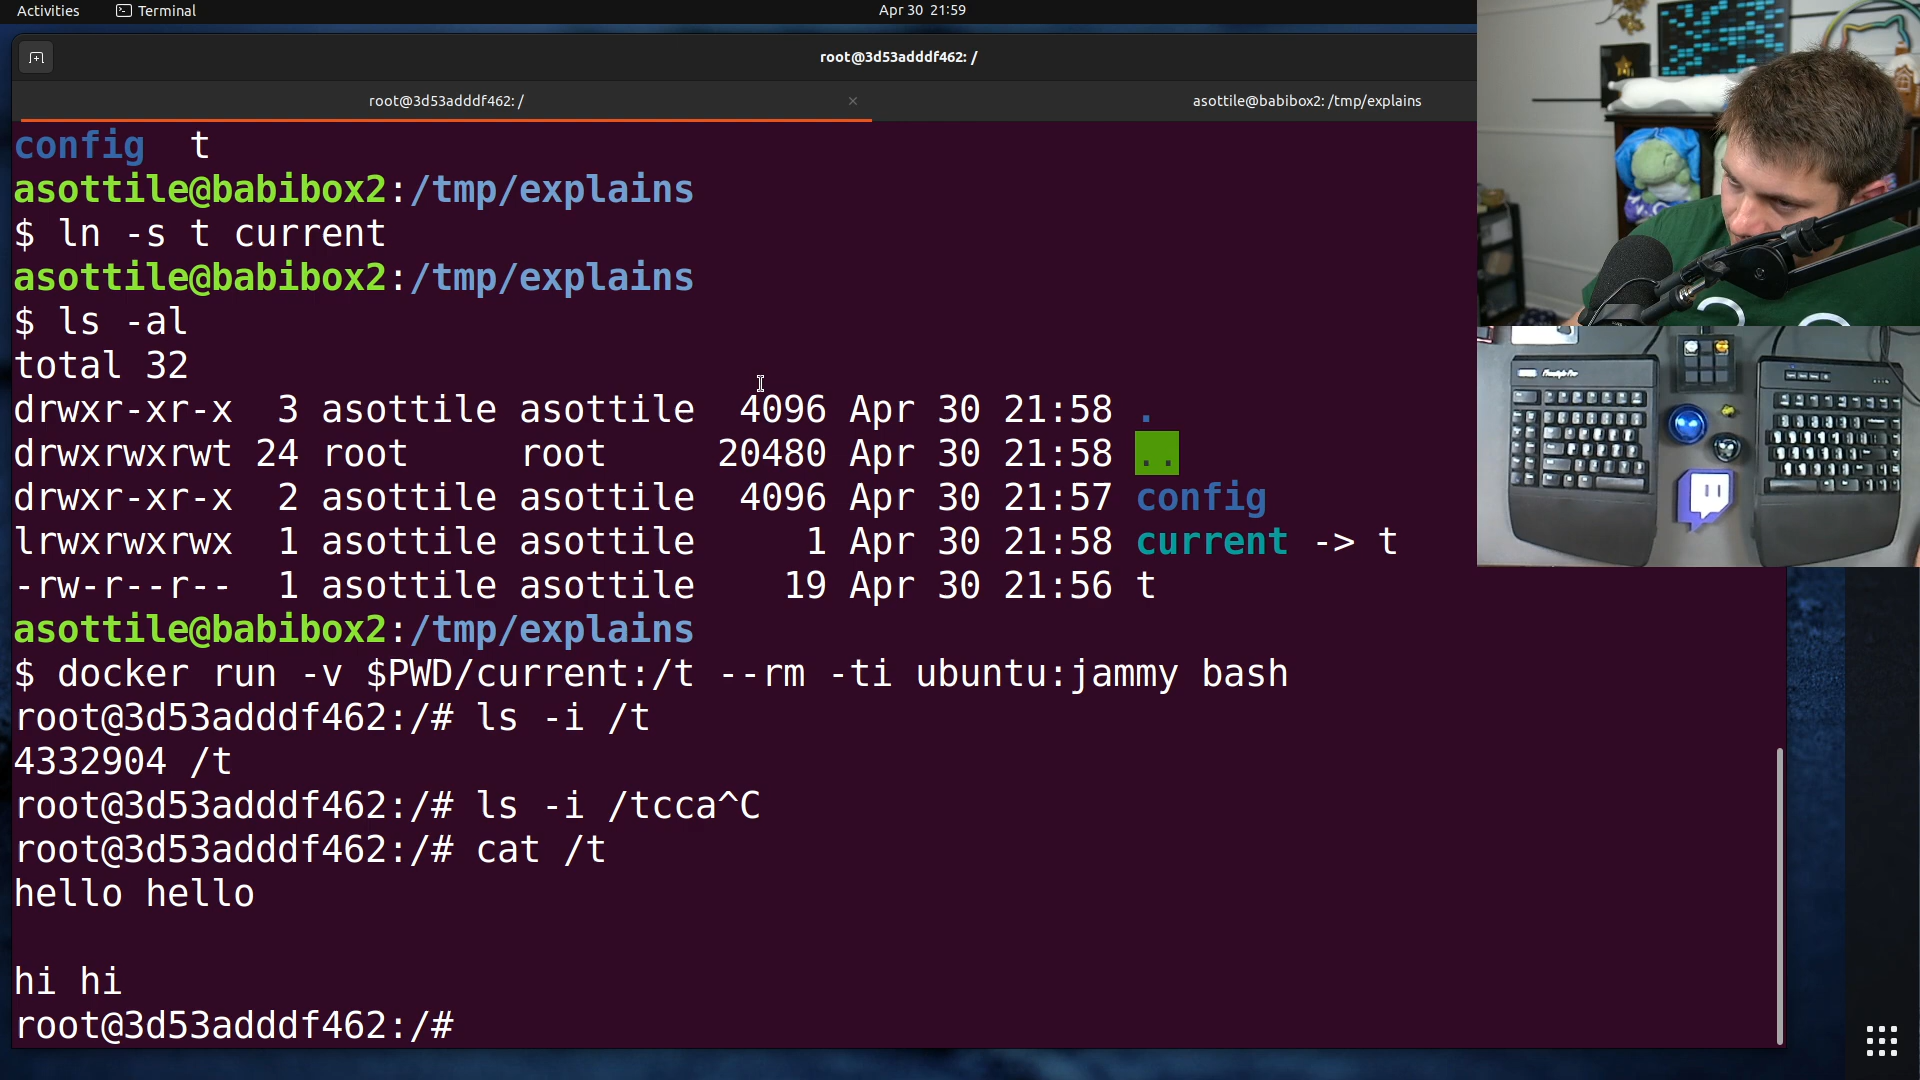 Activities
Terminal
Apr 30 21:59
root@3d53adddf462: /
root@3d53adddf462: /
×
asottile@babibox2: /tmp/explains
config  t
asottile@babibox2:/tmp/explains
$ ln -s t current
asottile@babibox2:/tmp/explains
$ ls -al
total 32
drwxr-xr-x  3 asottile asottile  4096 Apr 30 21:58 .
drwxrwxrwt 24 root     root     20480 Apr 30 21:58 ..
drwxr-xr-x  2 asottile asottile  4096 Apr 30 21:57 config
lrwxrwxrwx  1 asottile asottile     1 Apr 30 21:58 current -> t
-rw-r--r--  1 asottile asottile    19 Apr 30 21:56 t
asottile@babibox2:/tmp/explains
$ docker run -v $PWD/current:/t --rm -ti ubuntu:jammy bash
root@3d53adddf462:/# ls -i /t
4332904 /t
root@3d53adddf462:/# ls -i /tcca^C
root@3d53adddf462:/# cat /t
hello hello
hi hi
root@3d53adddf462:/#